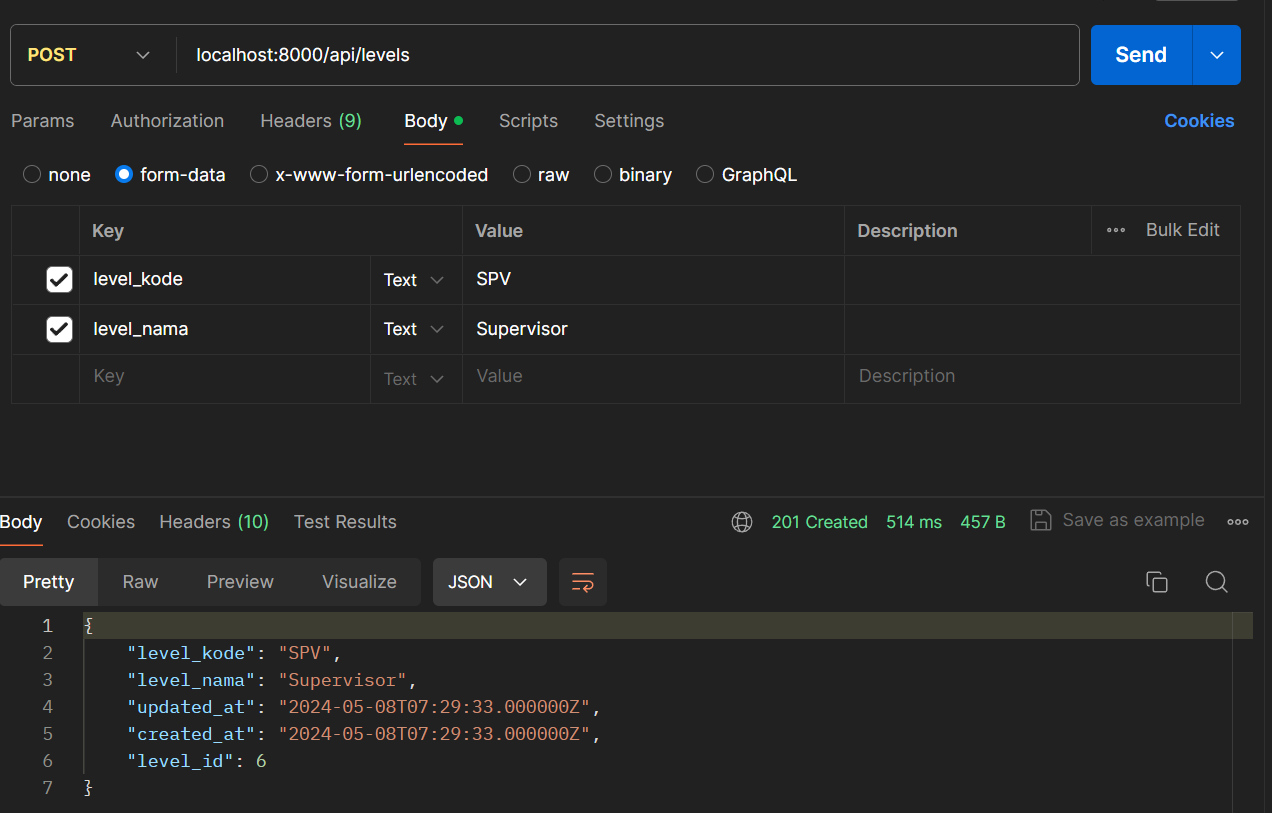 POST localhost:8000/api/levels Send
Params Authorization Headers (9) Body Scripts Settings Cookies
none form-data x-www-form-urlencoded raw binary GraphQL
Key Value Description Bulk Edit
level_kode Text SPV
level_nama Text Supervisor
Key Text Value Description
Body Cookies Headers (10) Test Results 201 Created 514 ms 457 B Save as example
Pretty Raw Preview Visualize JSON
1 {
2 "level_kode": "SPV",
3 "level_nama": "Supervisor",
4 "updated_at": "2024-05-08T07:29:33.000000Z",
5 "created_at": "2024-05-08T07:29:33.000000Z",
6 "level_id": 6
7 }